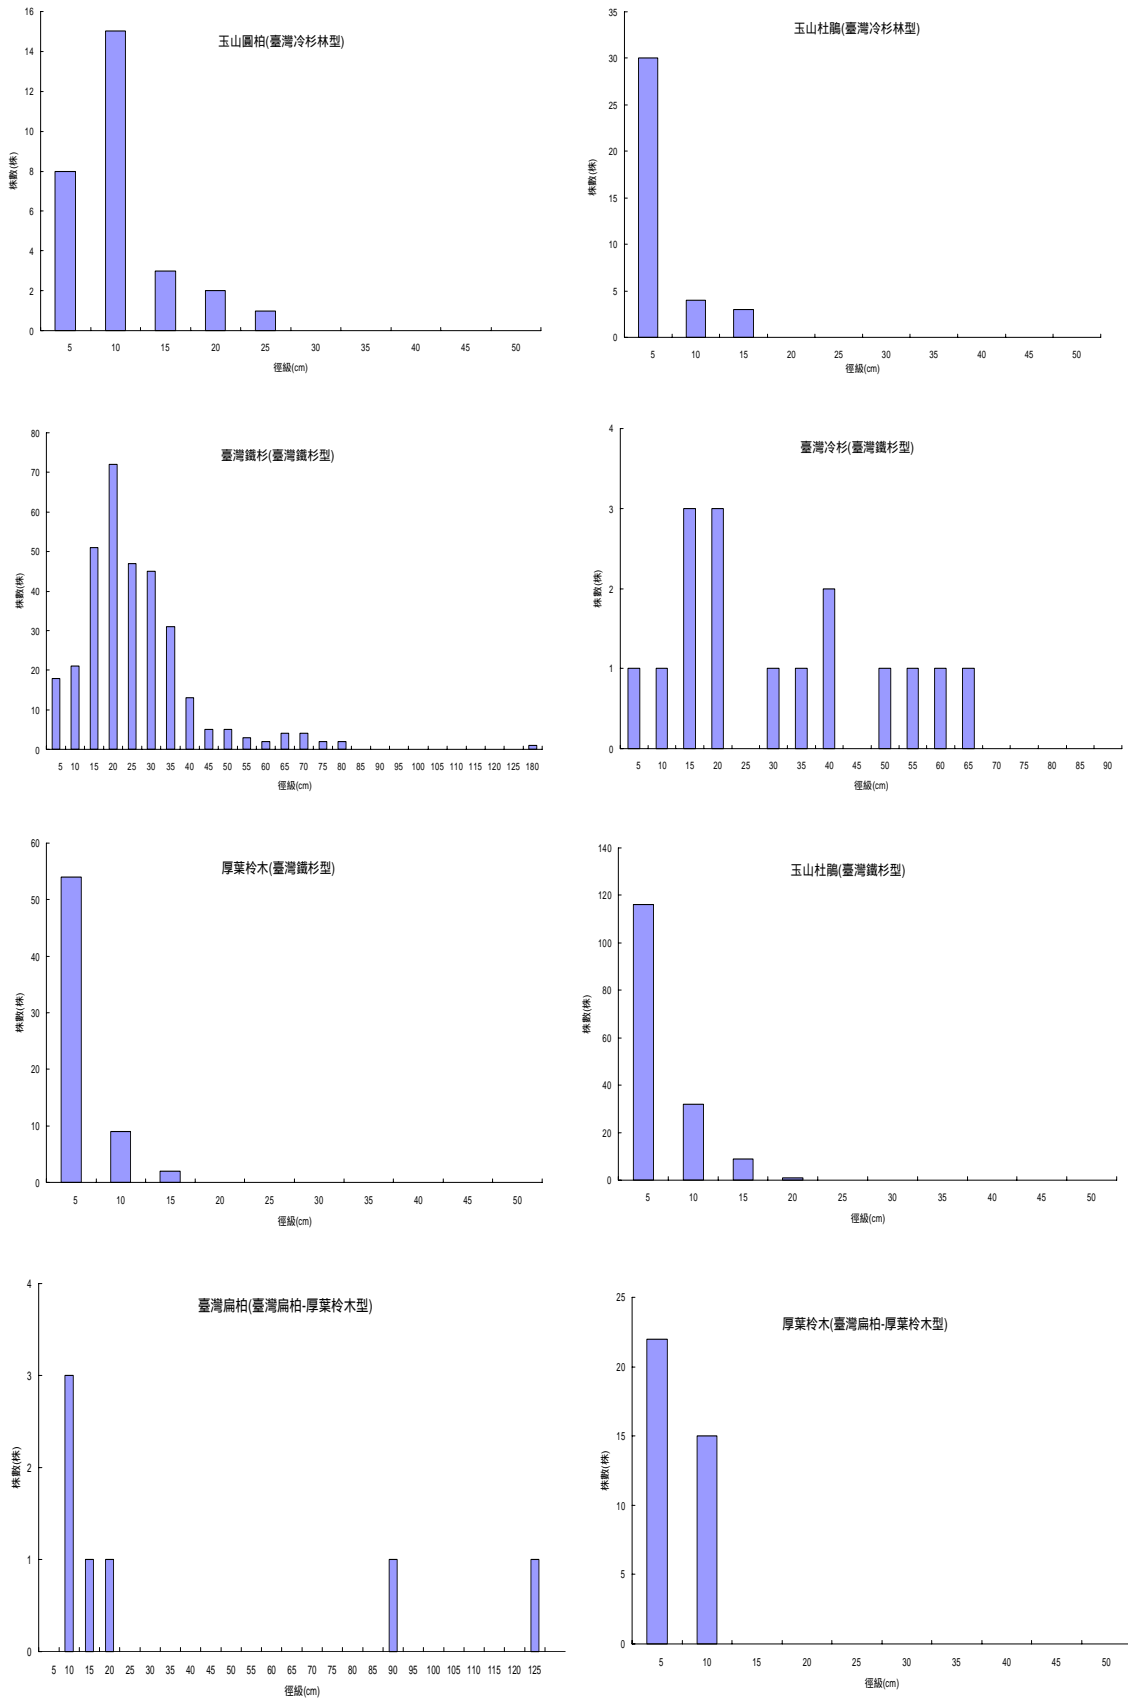 玉山圓柏(臺灣冷杉林型)
株數(株)
16
14
12
10
8
6
4
2
0
5 10 15 20 25 30 35 40 45 50
徑級(cm)
玉山杜鵑(臺灣冷杉林型)
株數(株)
35
30
25
20
15
10
5
0
5 10 15 20 25 30 35 40 45 50
徑級(cm)
臺灣鐵杉(臺灣鐵杉型)
株數(株)
80
70
60
50
40
30
20
10
0
5 10 15 20 25 30 35 40 45 50 55 60 65 70 75 80 85 90 95 100 105 110 115 120 125 180
徑級(cm)
臺灣冷杉(臺灣鐵杉型)
株數(株)
4
3
2
1
0
5 10 15 20 25 30 35 40 45 50 55 60 65 70 75 80 85 90
徑級(cm)
厚葉柃木(臺灣鐵杉型)
株數(株)
60
50
40
30
20
10
0
5 10 15 20 25 30 35 40 45 50
徑級(cm)
玉山杜鵑(臺灣鐵杉型)
株數(株)
140
120
100
80
60
40
20
0
5 10 15 20 25 30 35 40 45 50
徑級(cm)
臺灣扁柏(臺灣扁柏-厚葉柃木型)
株數(株)
4
3
2
1
0
5 10 15 20 25 30 35 40 45 50 55 60 65 70 75 80 85 90 95 100 105 110 115 120 125
徑級(cm)
厚葉柃木(臺灣扁柏-厚葉柃木型)
株數(株)
25
20
15
10
5
0
5 10 15 20 25 30 35 40 45 50
徑級(cm)